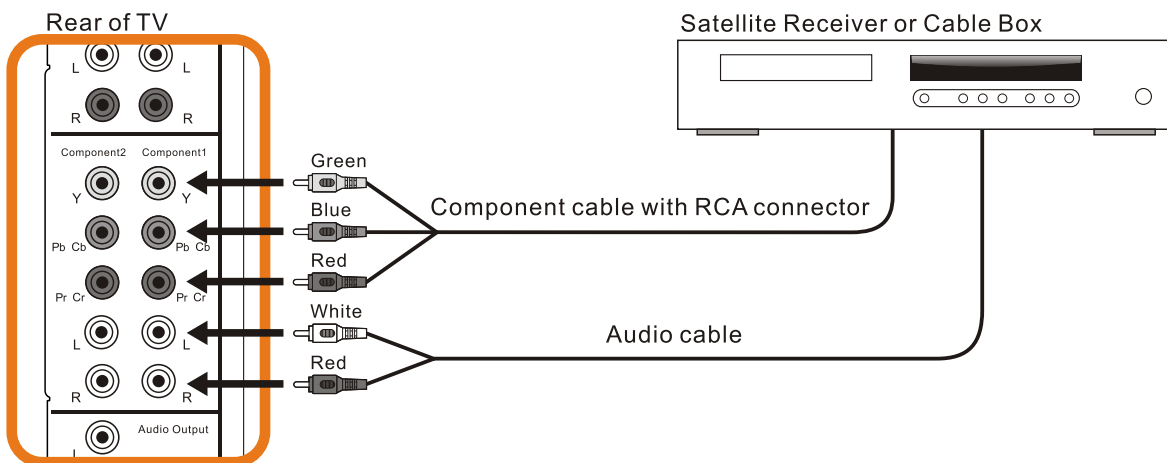 Rear of TV
Satellite Receiver or Cable Box
L L
R R
Component2 Component1
Green
Y Y
Blue
Component cable with RCA connector
Pb Cb Pb Cb
Red
Pr Cr Pr Cr
White
L L
Audio cable
Red
R R
Audio Output
L